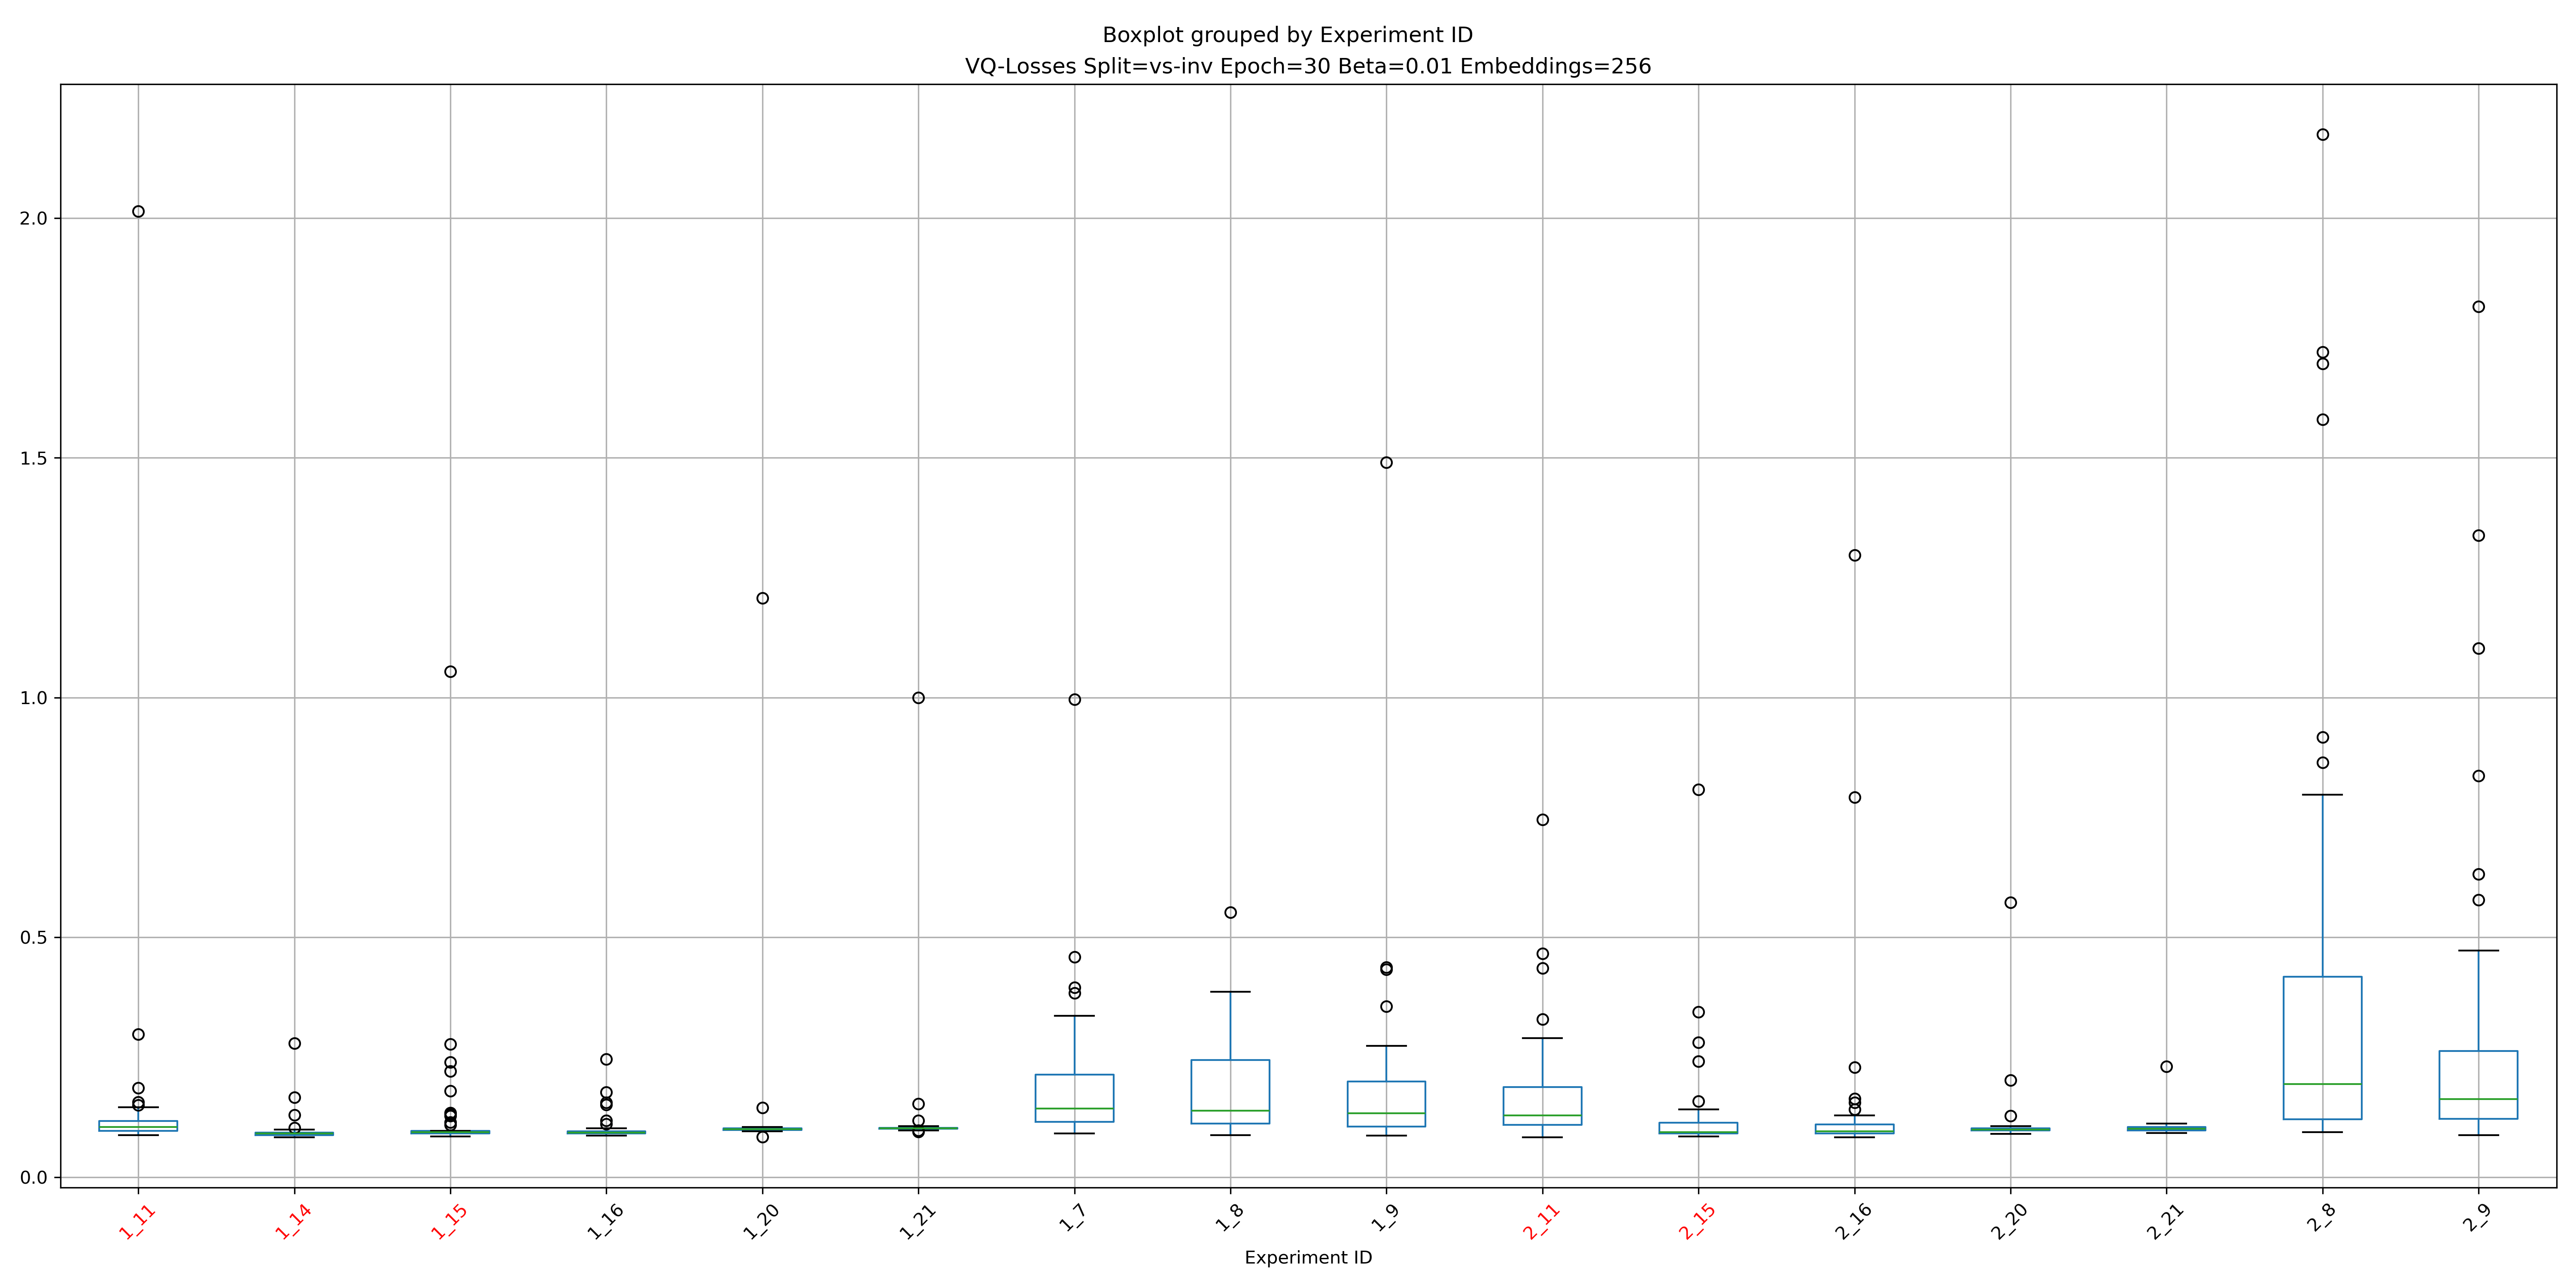 Boxplot grouped by Experiment ID
VQ-Losses Split=vs-inv Epoch=30 Beta=0.01 Embeddings=256
2.0
1.5
1.0
0.5
0.0
1_11 1_14 1_15 1_16 1_20 1_21 1_7 1_8 1_9 2_11 2_15 2_16 2_20 2_21 2_8 2_9
Experiment ID